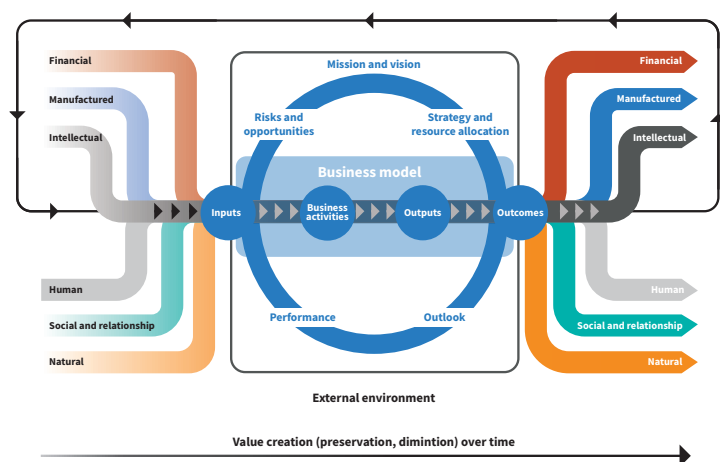 Financial
Manufactured
Intellectual
Human
Social and relationship
Natural
Mission and vision
Risks and
opportunities
Strategy and
resource allocation
Business model
Inputs
Business
activities
Outputs
Outcomes
Performance
Outlook
Financial
Manufactured
Intellectual
Human
Social and relationship
Natural
External environment
Value creation (preservation, dimintion) over time